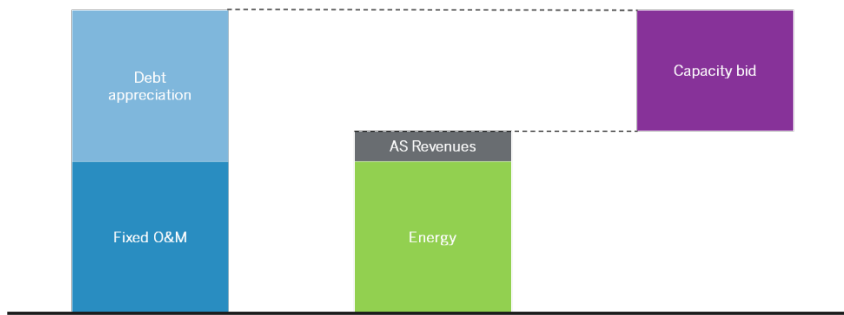 Debt
appreciation
Capacity bid
AS Revenues
Fixed O&M
Energy